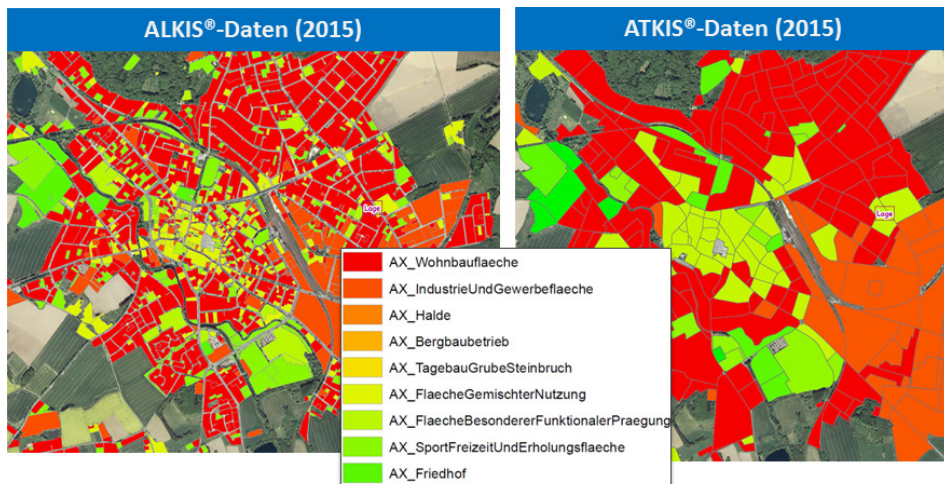 ALKIS®-Daten (2015)
ATKIS®-Daten (2015)
Lage
Lage
AX_Wohnbauflaeche
AX_IndustrieUndGewerbeflaeche
AX_Halde
AX_Bergbaubetrieb
AX_TagebauGrubeSteinbruch
AX_FlaecheGemischterNutzung
AX_FlaecheBesondererFunktionalerPraegung
AX_SportFreizeitUndErholungsflaeche
AX_Friedhof